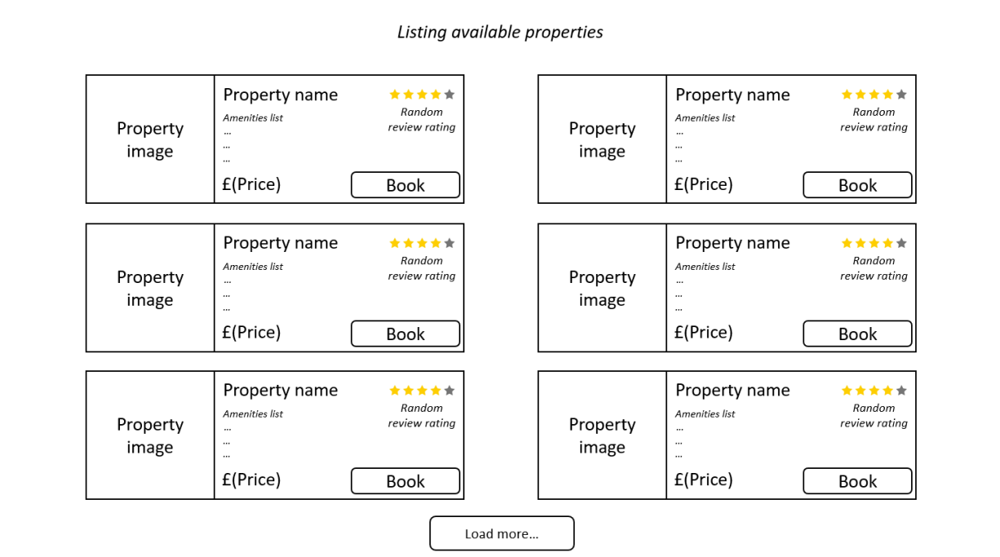 Listing available properties
Property
image
Property name
Amenities list
...
...
...
£(Price)
Random
review rating
Book
Property
image
Property name
Amenities list
...
...
...
£(Price)
Random
review rating
Book
Property
image
Property name
Amenities list
...
...
...
£(Price)
Random
review rating
Book
Property
image
Property name
Amenities list
...
...
...
£(Price)
Random
review rating
Book
Property
image
Property name
Amenities list
...
...
...
£(Price)
Random
review rating
Book
Property
image
Property name
Amenities list
...
...
...
£(Price)
Random
review rating
Book
Load more...